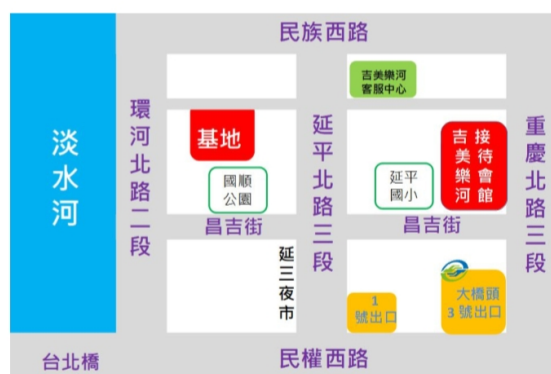 民族西路
吉美樂河
客服中心
淡水河
環河北路二段
基地
國順
公園
延平北路三段
延平
國小
接待會館
吉美樂河
重慶北路三段
昌吉街
昌吉街
延三夜市
1
號出口
大橋頭
3 號出口
台北橋
民權西路